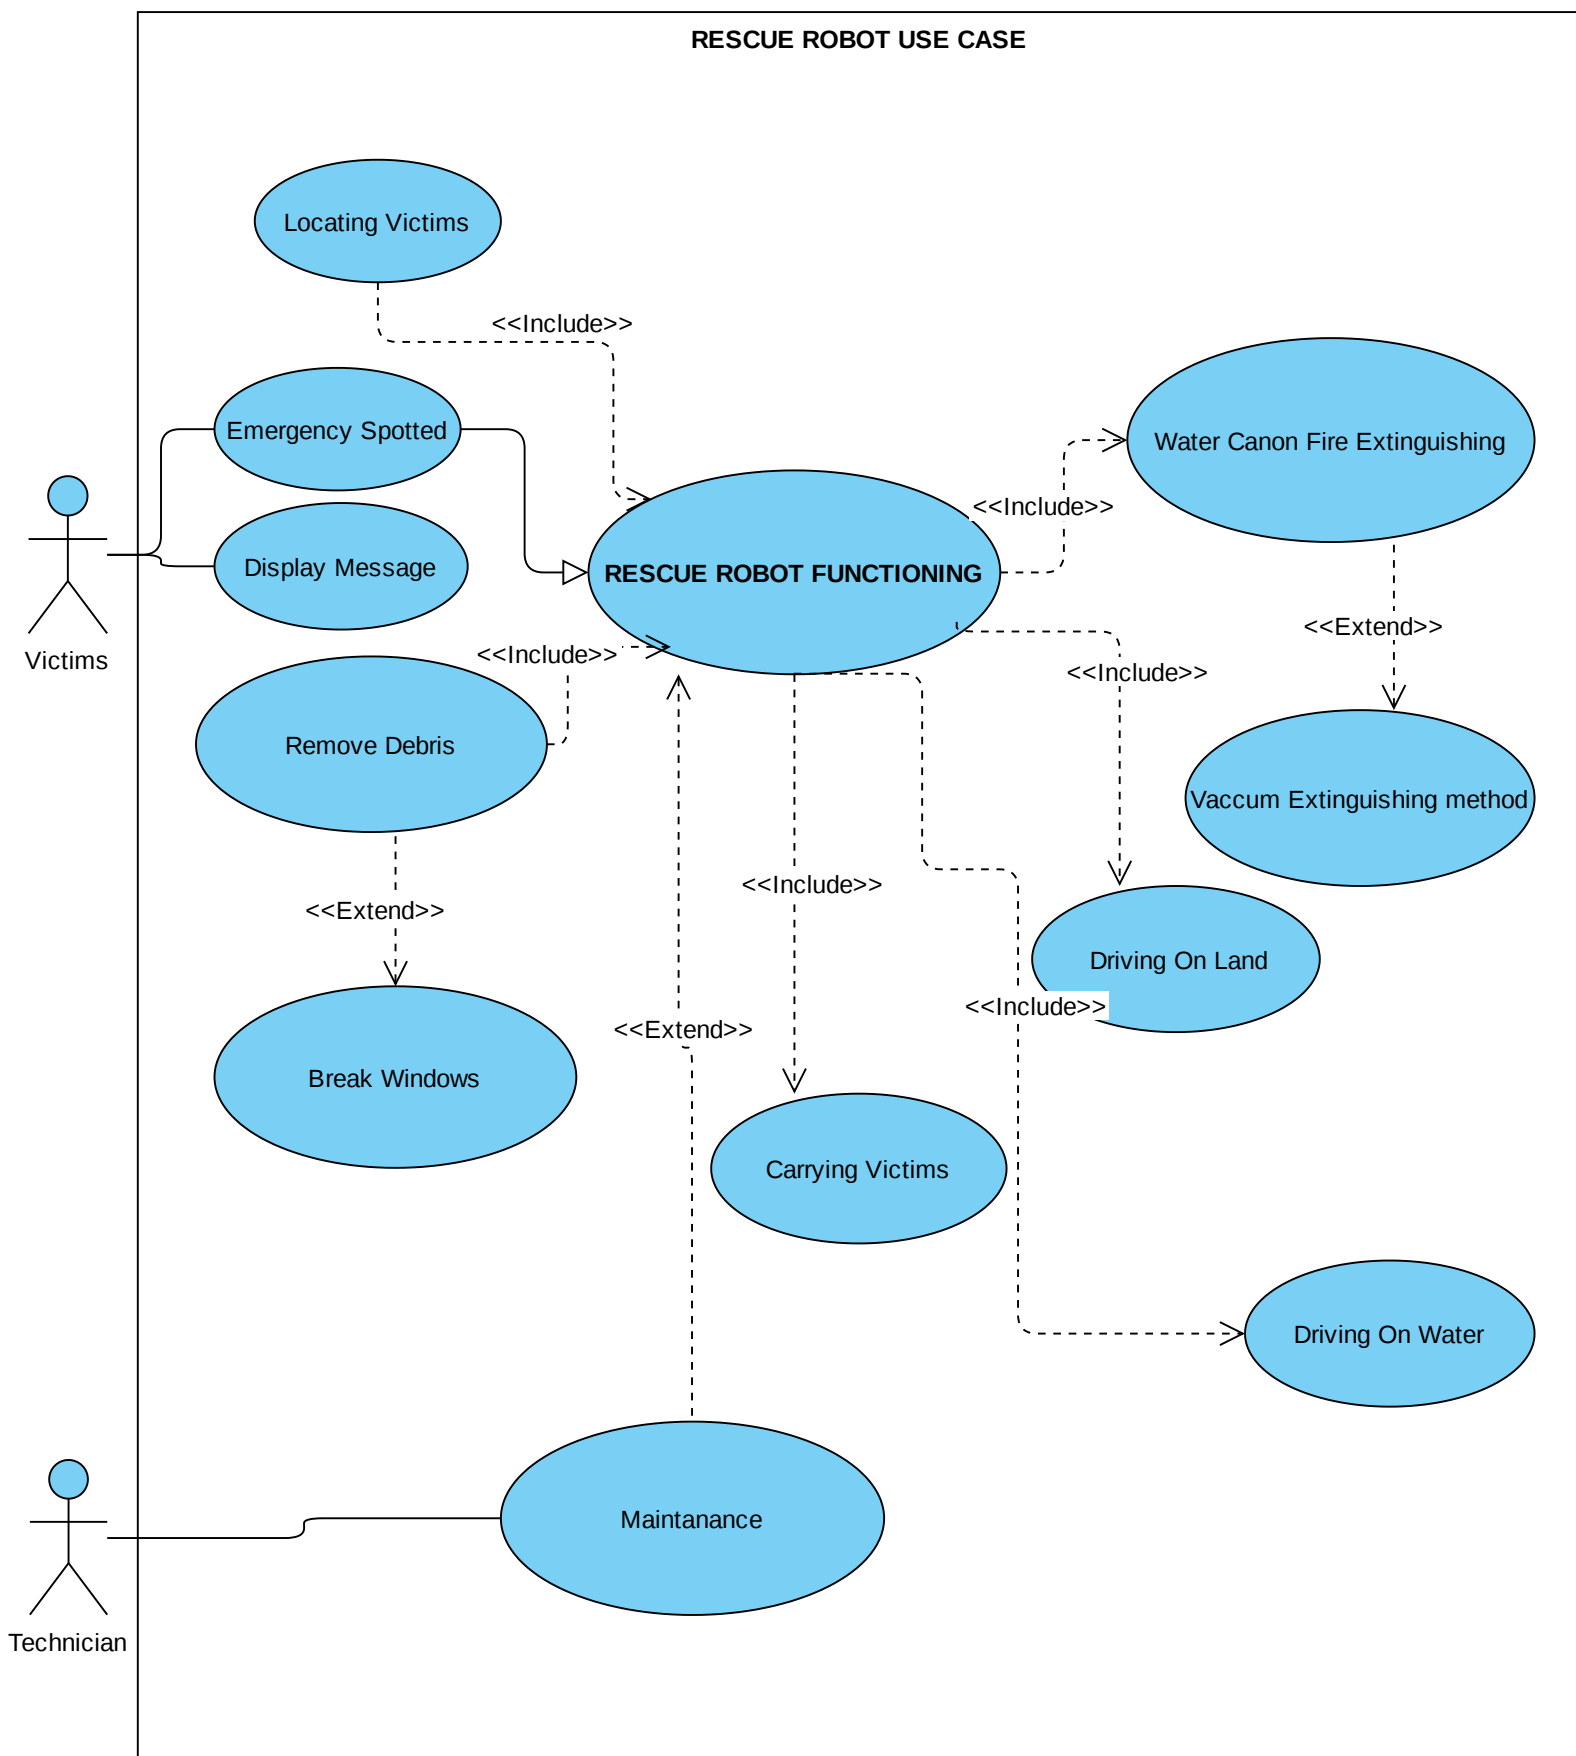 RESCUE ROBOT USE CASE
Locating Victims
<<Include>>
Emergency Spotted
Water Canon Fire Extinguishing
<<Include>>
Display Message
RESCUE ROBOT FUNCTIONING
<<Extend>>
Victims
<<Include>>
<<Include>>
Remove Debris
Vaccum Extinguishing method
<<Include>>
<<Extend>>
Driving On Land
<<Include>>
<<Extend>>
Break Windows
Carrying Victims
Driving On Water
Maintanance
Technician